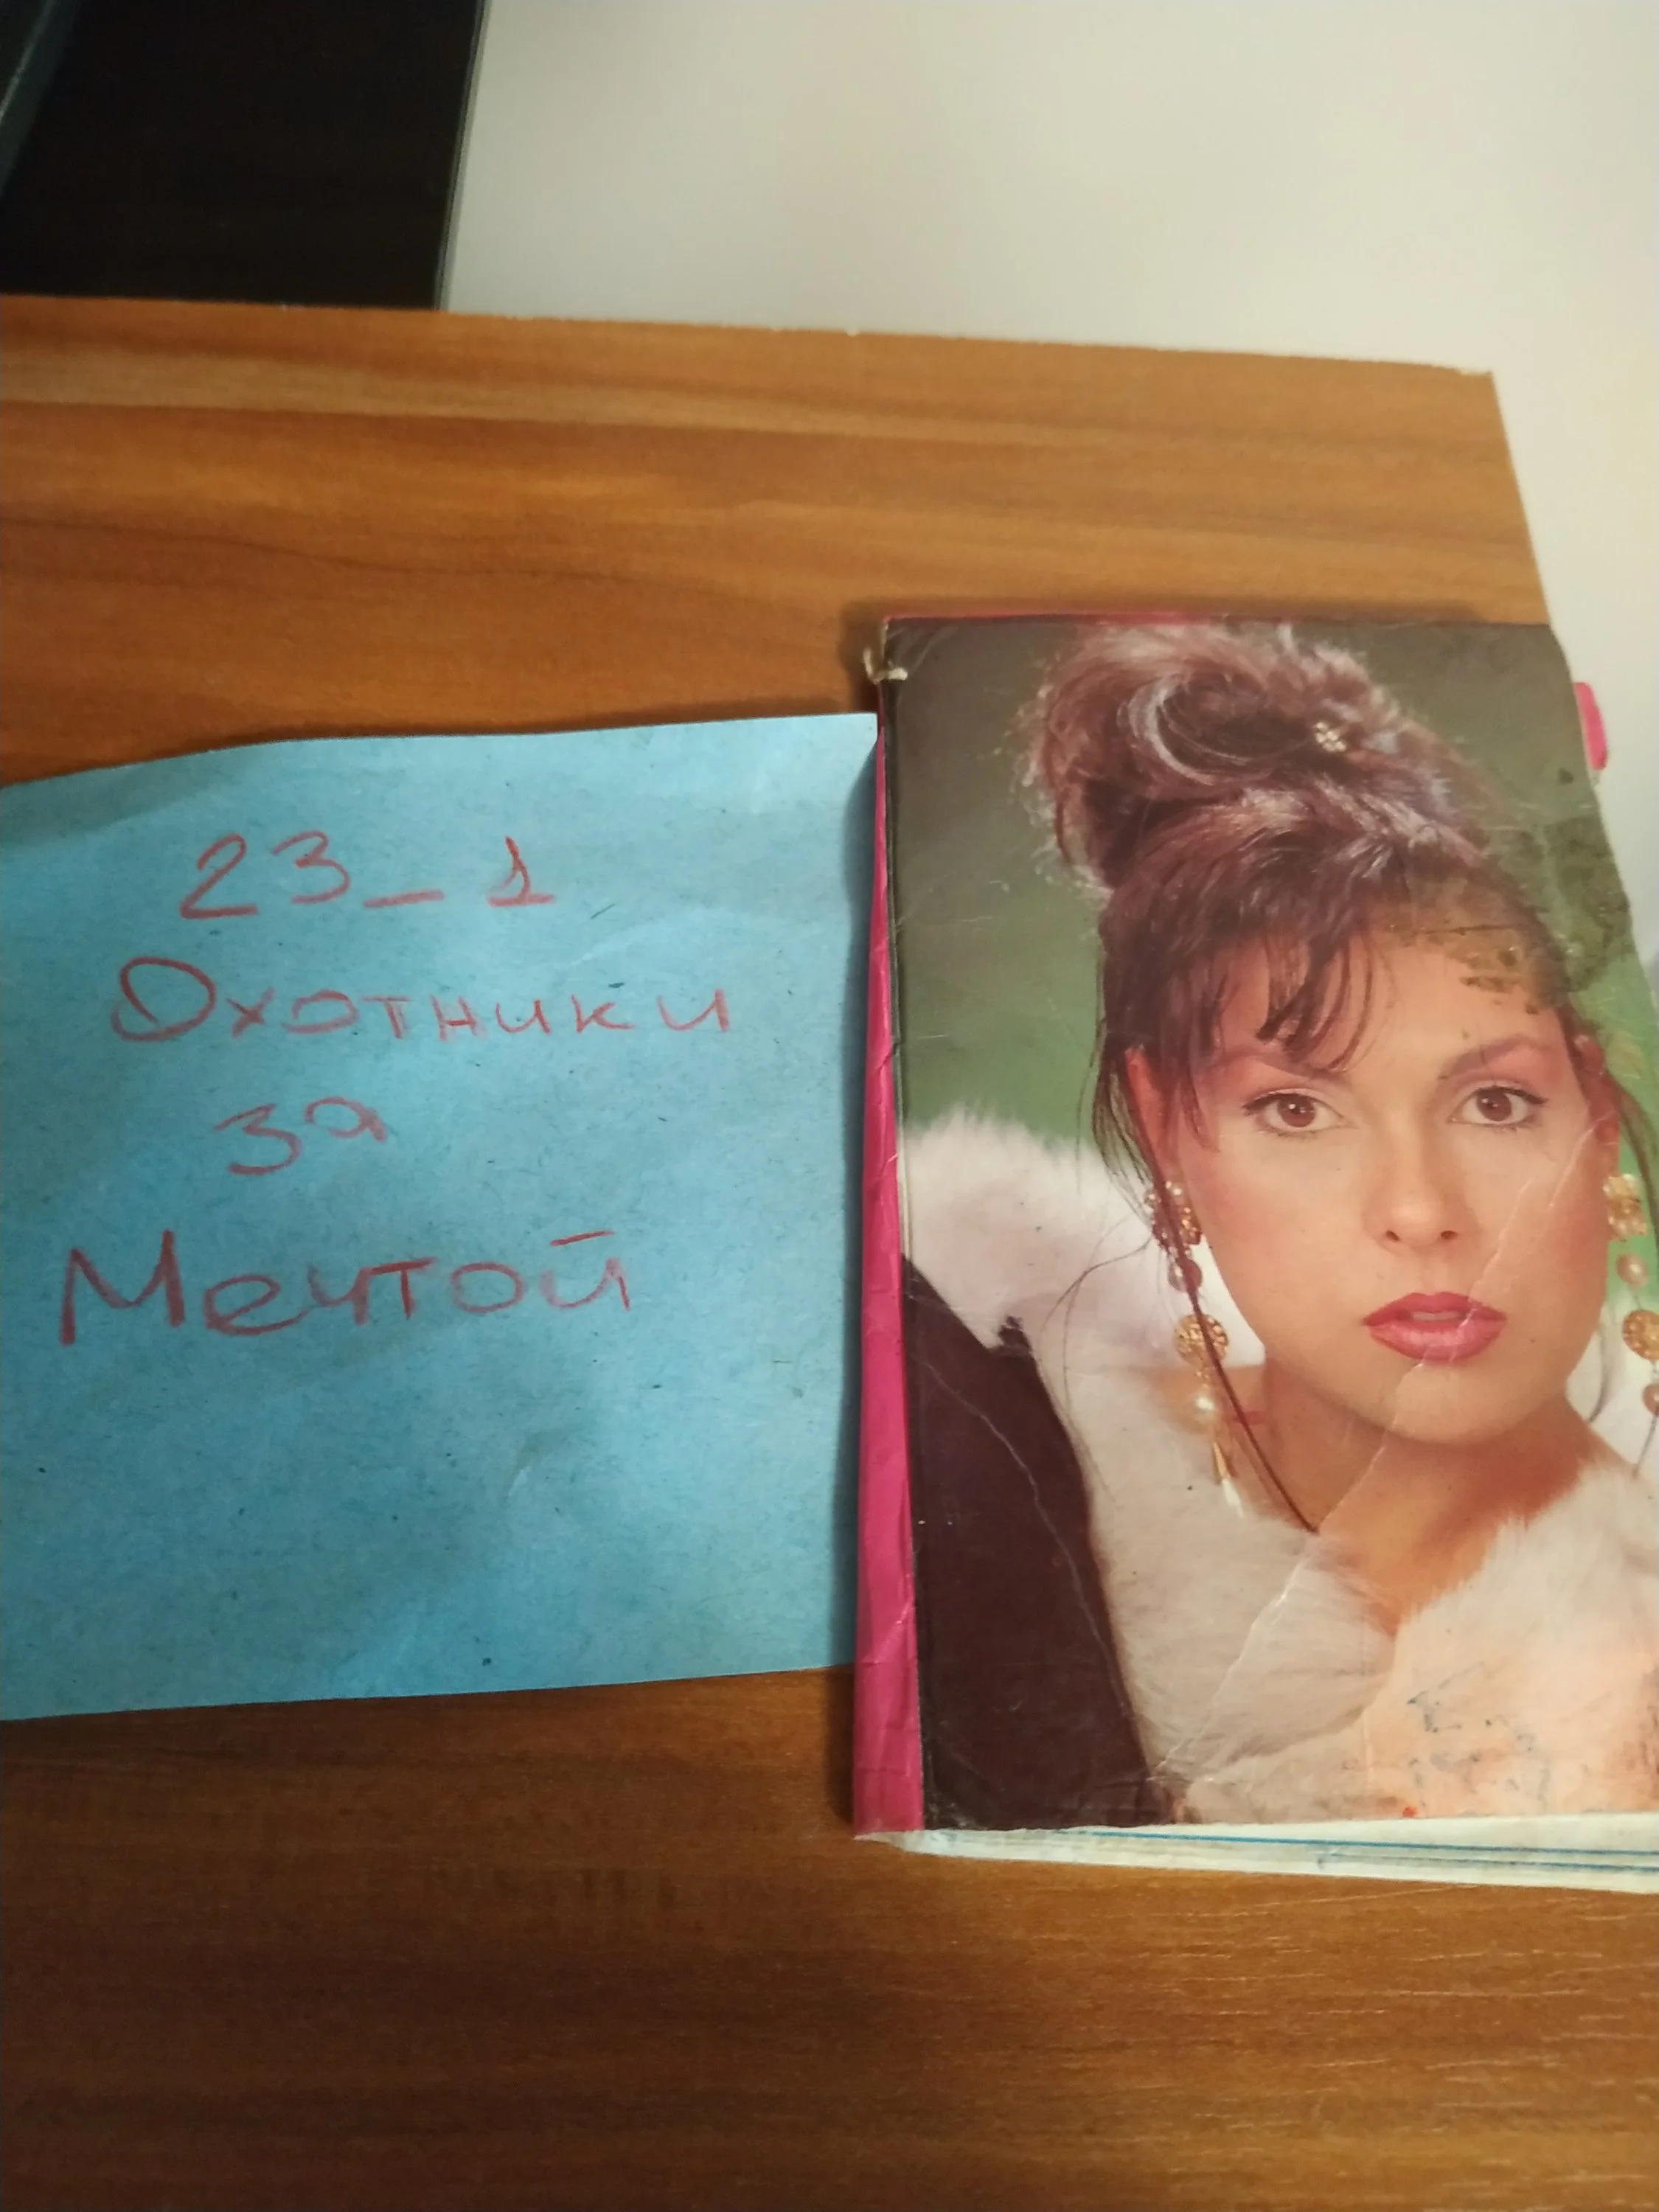 23_1
Охотники
за
Мечтой